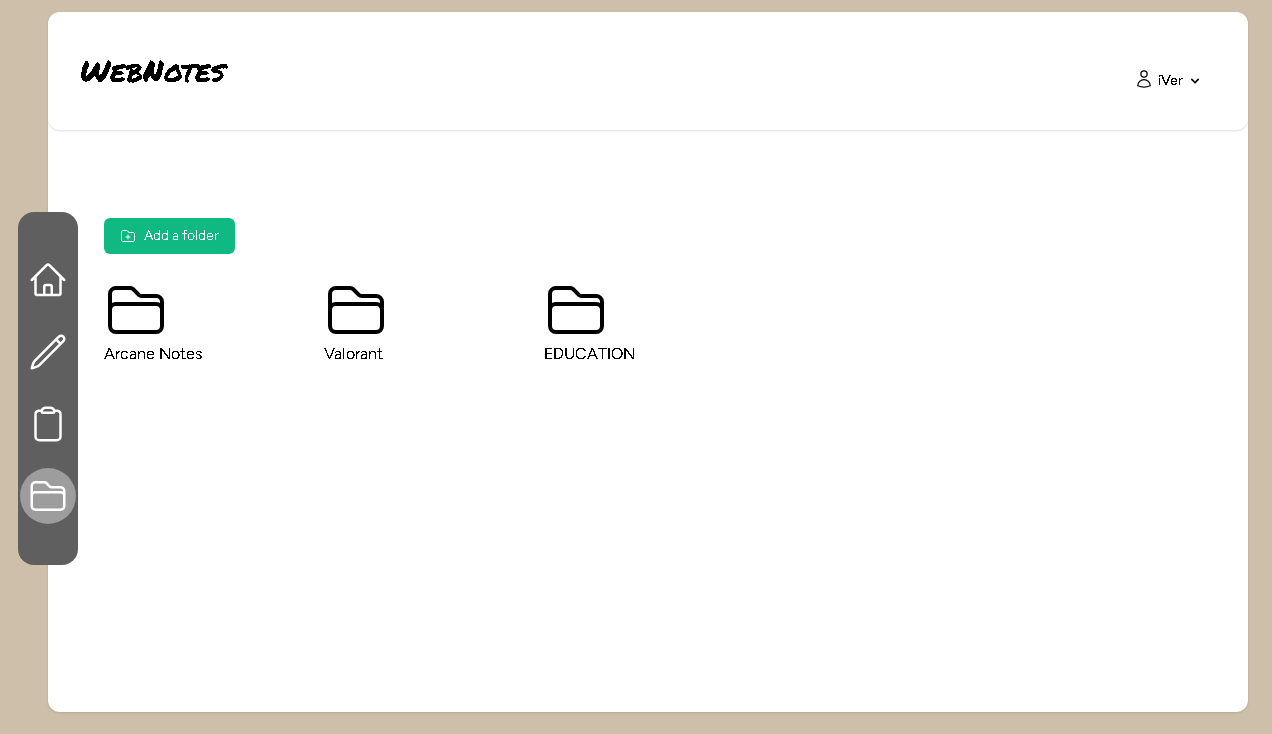 WEBNOTES
iVer
Add a folder
Arcane Notes
Valorant
EDUCATION